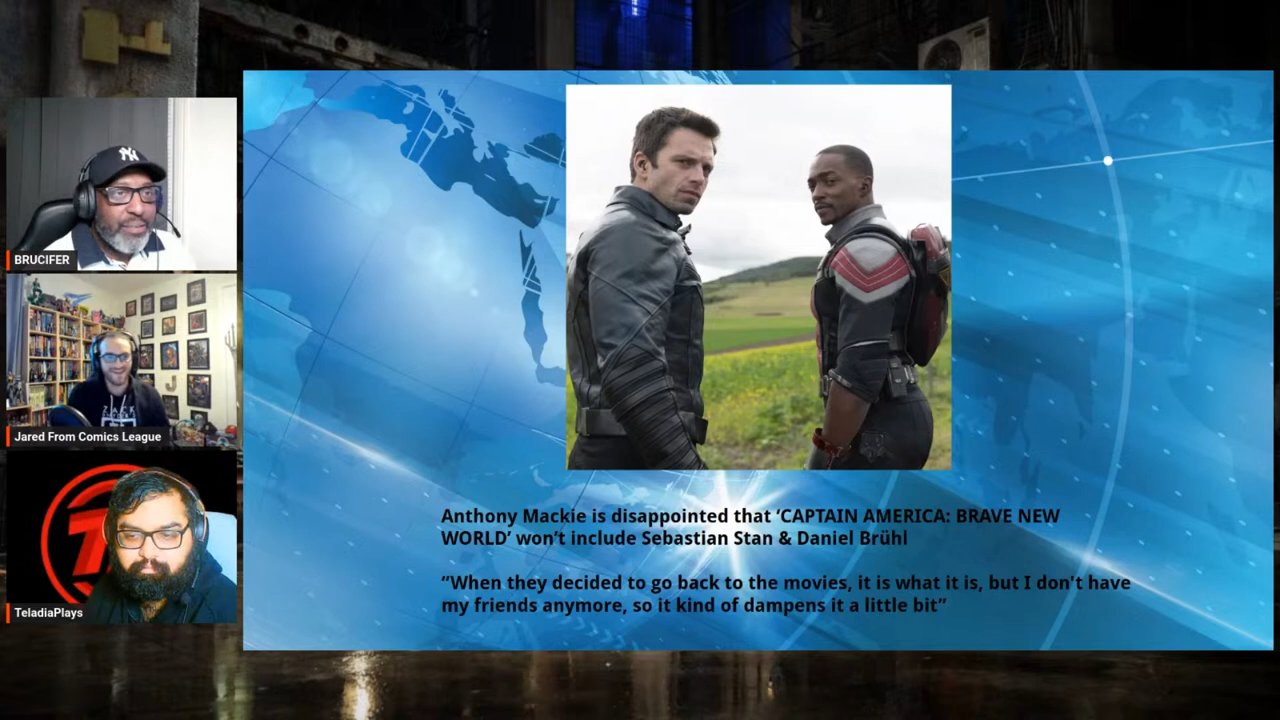 BRUCIFER
Jared From Comics League
TeladiaPlays
Anthony Mackie is disappointed that ‘CAPTAIN AMERICA: BRAVE NEW
WORLD’ won’t include Sebastian Stan & Daniel Brühl
“When they decided to go back to the movies, it is what it is, but I don't have
my friends anymore, so it kind of dampens it a little bit”